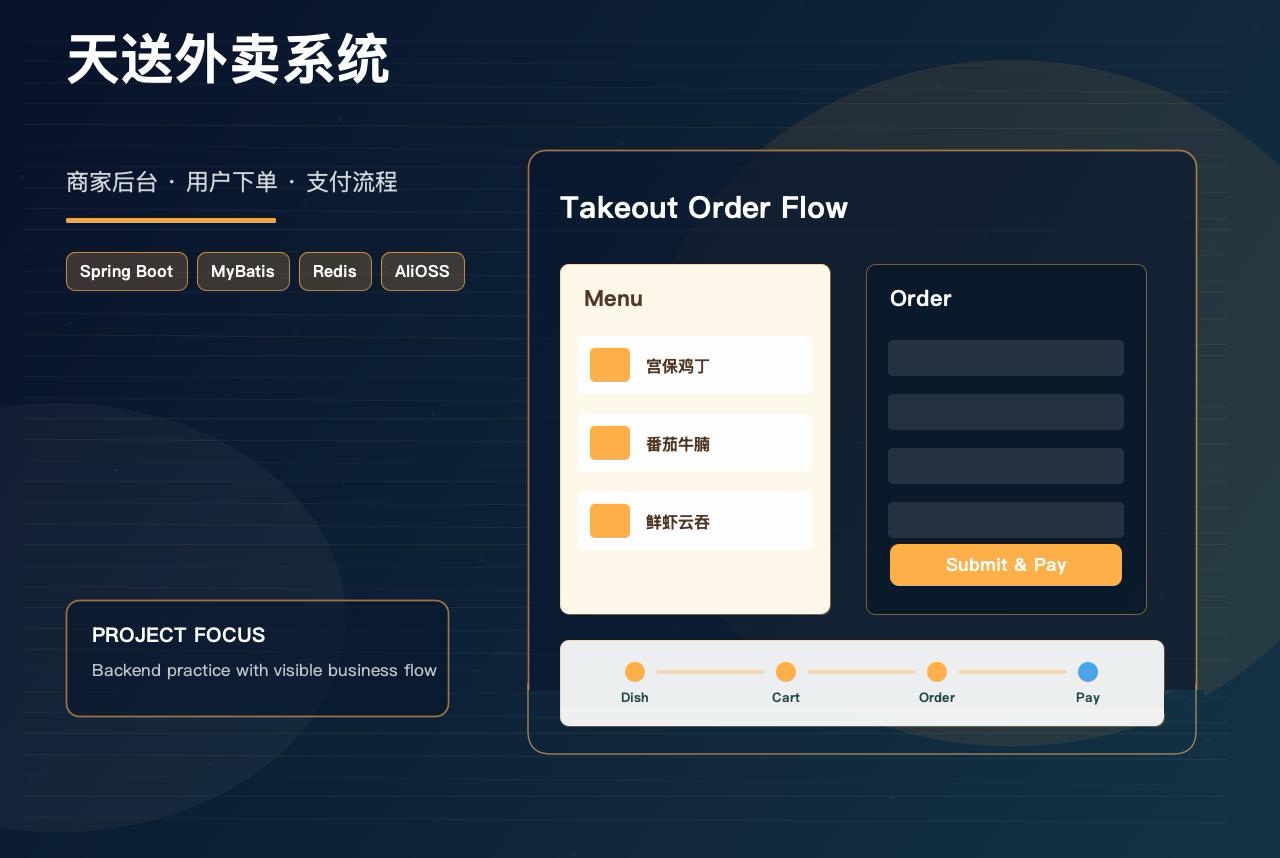 天送外卖系统
商家后台 · 用户下单 · 支付流程
Spring Boot MyBatis Redis AliOSS
PROJECT FOCUS
Backend practice with visible business flow
Takeout Order Flow
Menu
宫保鸡丁
番茄牛腩
鲜虾云吞
Order
Submit & Pay
Dish Cart Order Pay